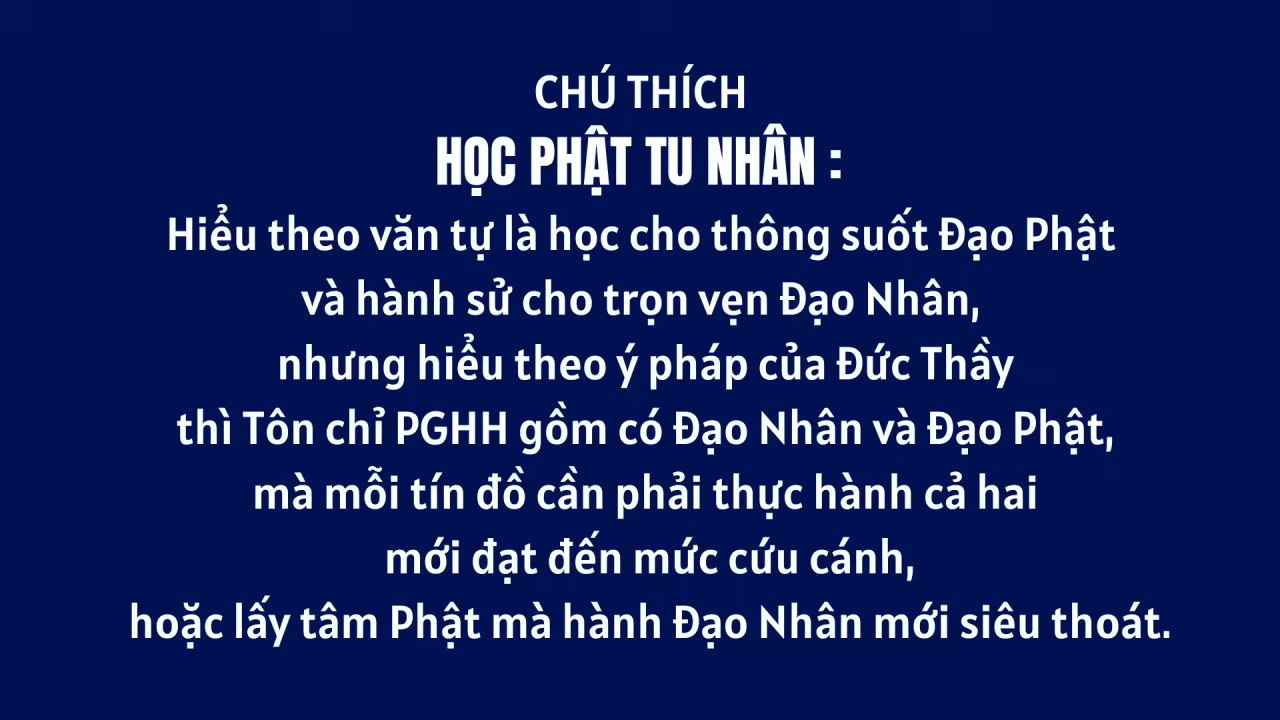 CHÚ THÍCH
HỌC PHẬT TU NHÂN :
Hiểu theo văn tự là học cho thông suốt Đạo Phật
và hành sử cho trọn vẹn Đạo Nhân,
nhưng hiểu theo ý pháp của Đức Thầy
thì Tôn chỉ PGHH gồm có Đạo Nhân và Đạo Phật,
mà mỗi tín đồ cần phải thực hành cả hai
mới đạt đến mức cứu cánh,
hoặc lấy tâm Phật mà hành Đạo Nhân mới siêu thoát.